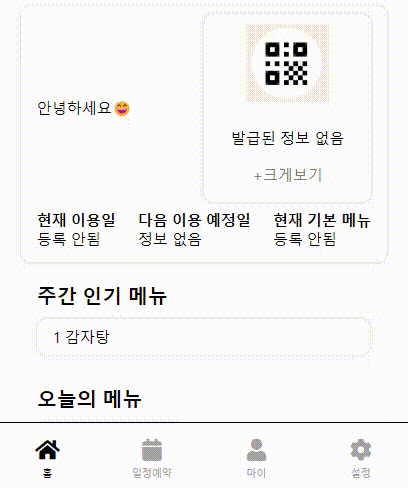 안녕하세요😄
발급된 정보 없음
+크게보기
현재 이용일
등록 안됨
다음 이용 예정일
정보 없음
현재 기본 메뉴
등록 안됨
주간 인기 메뉴
1 감자탕
오늘의 메뉴
홈
일정예약
마이
설정